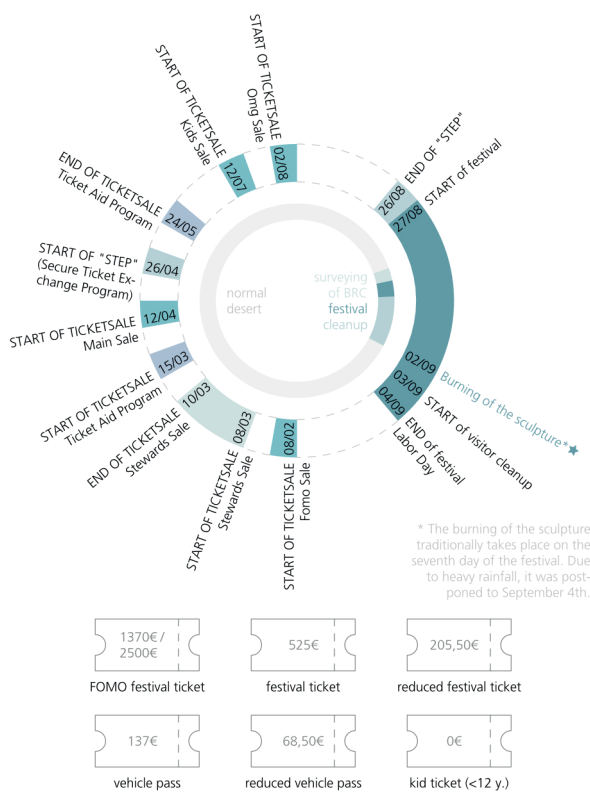 START OF TICKETSALE
Omg Sale
02/08
START OF TICKETSALE
Kids Sale
12/07
END OF TICKETSALE
Ticket Aid Program
24/05
START OF "STEP"
(Secure Ticket Ex-
change Program)
26/04
START OF TICKETSALE
Main Sale
12/04
START OF TICKETSALE
Ticket Aid Program
15/03
END OF TICKETSALE
Stewards Sale
10/03
START OF TICKETSALE
Stewards Sale
08/03
START OF TICKETSALE
Fomo Sale
08/02
END OF "STEP"
26/08
START OF festival
27/08
02/09
Burning of the sculpture*
03/09
START OF visitor cleanup
04/09
END OF festival
Labor Day
normal
desert
surveying
of BRC
festival
cleanup
* The burning of the sculpture
traditionally takes place on the
seventh day of the festival. Due
to heavy rainfall, it was post-
poned to September 4th.
1370€ /
2500€
FOMO festival ticket
525€
festival ticket
205,50€
reduced festival ticket
137€
vehicle pass
68,50€
reduced vehicle pass
0€
kid ticket (<12 y.)